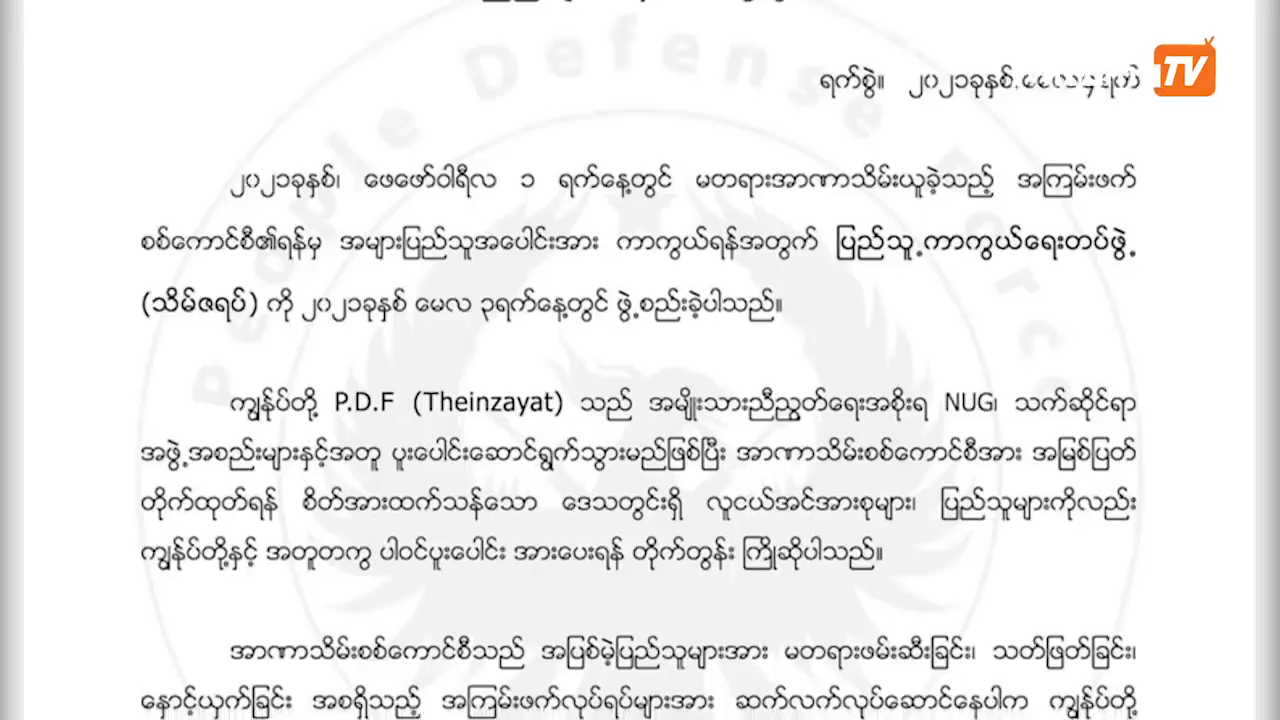 TV
ရက်စွဲ။ ၂၀၂၁ခုနှစ်၊
People Defense Force
၂၀၂၁ခုနှစ်၊ ဖေဖော်ဝါရီလ ၁ ရက်နေ့တွင် မတရားအာဏာသိမ်းယူခဲ့သည့် အကြမ်းဖက်
စစ်ကောင်စီ၏ရန်မှ အများပြည်သူအပေါင်းအား ကာကွယ်ရန်အတွက် ပြည်သူ့ကာကွယ်ရေးတပ်ဖွဲ့
(သိမ်ဇရပ်) ကို ၂၀၂၁ခုနှစ် မေလ ၃ရက်နေ့တွင် ဖွဲ့စည်းခဲ့ပါသည်။
ကျွန်ုပ်တို့ P.D.F (Theinzayat) သည် အမျိုးသားညီညွတ်ရေးအစိုးရ NUG၊ သက်ဆိုင်ရာ
အဖွဲ့အစည်းများနှင့်အတူ ပူးပေါင်းဆောင်ရွက်သွားမည်ဖြစ်ပြီး အာဏာသိမ်းစစ်ကောင်စီအား အမြစ်ပြတ်
တိုက်ထုတ်ရန် စိတ်အားထက်သန်သော ဒေသတွင်းရှိ လူငယ်အင်အားစုများ၊ ပြည်သူများကိုလည်း
ကျွန်ုပ်တို့နှင့် အတူတကွ ပါဝင်ပူးပေါင်း အားပေးရန် တိုက်တွန်း ကြိုဆိုပါသည်။
အာဏာသိမ်းစစ်ကောင်စီသည် အပြစ်မဲ့ပြည်သူများအား မတရားဖမ်းဆီးခြင်း၊ သတ်ဖြတ်ခြင်း၊
နှောင့်ယှက်ခြင်း အစရှိသည့် အကြမ်းဖက်လုပ်ရပ်များအား ဆက်လက်လုပ်ဆောင်နေပါက ကျွန်ုပ်တို့